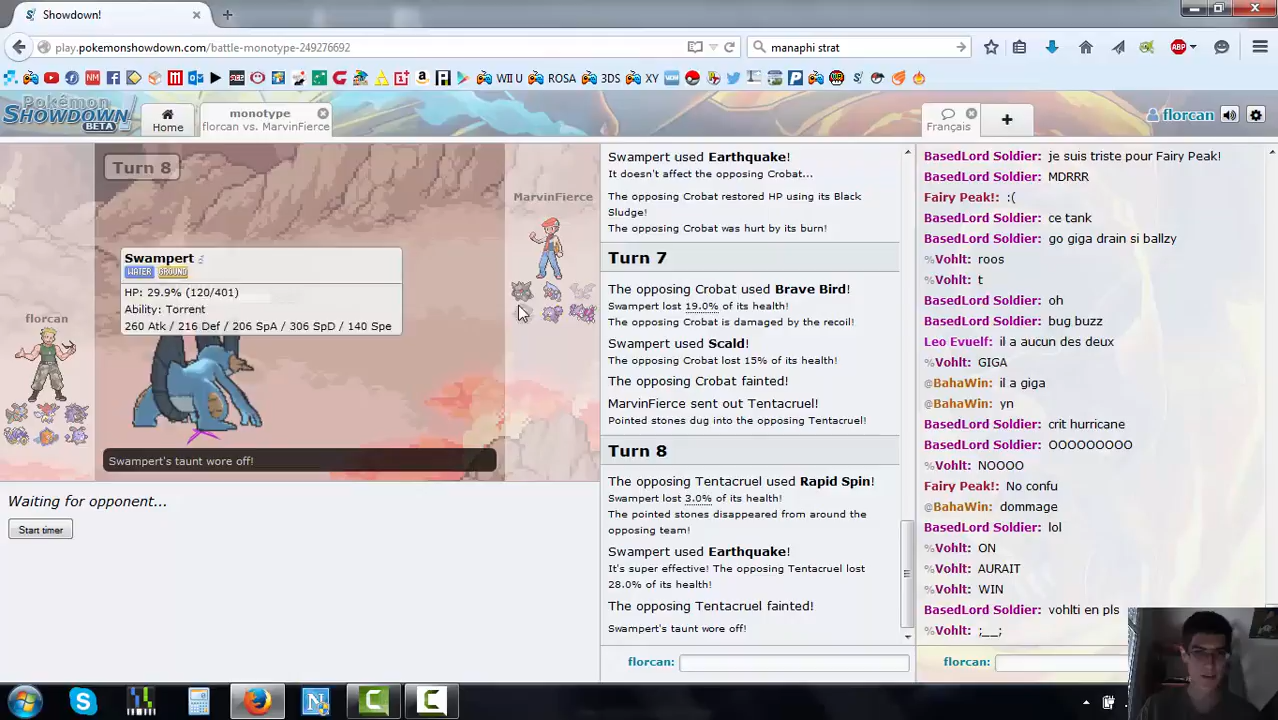 Showdown!
play.pokemonshowdown.com/battle-monotype-249276692
manaphi strat
ABP
WII U
ROSA
3DS
XY
Pokémon
SHOWDOWN
BETA
Home
monotype
florcan vs. MarvinFierce
Français
florcan
Turn 8
MarvinFierce
florcan
Swampert
WATER GROUND
HP: 29.9% (120/401)
Ability: Torrent
260 Atk / 216 Def / 206 SpA / 306 SpD / 140 Spe
Swampert's taunt wore off!
Waiting for opponent...
Start timer
Swampert used Earthquake!
It doesn't affect the opposing Crobat...
The opposing Crobat restored HP using its Black
Sludge!
The opposing Crobat was hurt by its burn!
Turn 7
The opposing Crobat used Brave Bird!
Swampert lost 19.0% of its health!
The opposing Crobat is damaged by the recoil!
Swampert used Scald!
The opposing Crobat lost 15% of its health!
The opposing Crobat fainted!
MarvinFierce sent out Tentacruel!
Pointed stones dug into the opposing Tentacruel!
Turn 8
The opposing Tentacruel used Rapid Spin!
Swampert lost 3.0% of its health!
The pointed stones disappeared from around the
opposing team!
Swampert used Earthquake!
It's super effective! The opposing Tentacruel lost
28.0% of its health!
The opposing Tentacruel fainted!
Swampert's taunt wore off!
florcan:
BasedLord Soldier: je suis triste pour Fairy Peak!
BasedLord Soldier: MDRRR
Fairy Peak!: :(
BasedLord Soldier: ce tank
BasedLord Soldier: go giga drain si ballzy
%Vohlt: roos
%Vohlt: t
BasedLord Soldier: oh
BasedLord Soldier: bug buzz
Leo Euvelf: il a aucun des deux
%Vohlt: GIGA
@BahaWin: il a giga
@BahaWin: yn
BasedLord Soldier: crit hurricane
BasedLord Soldier: OOOOOOOOO
%Vohlt: NOOOO
Fairy Peak!: No confu
@BahaWin: dommage
BasedLord Soldier: lol
%Vohlt: ON
%Vohlt: AURAIT
%Vohlt: WIN
BasedLord Soldier: vohlti en pls
%Vohlt: ;__;
florcan: